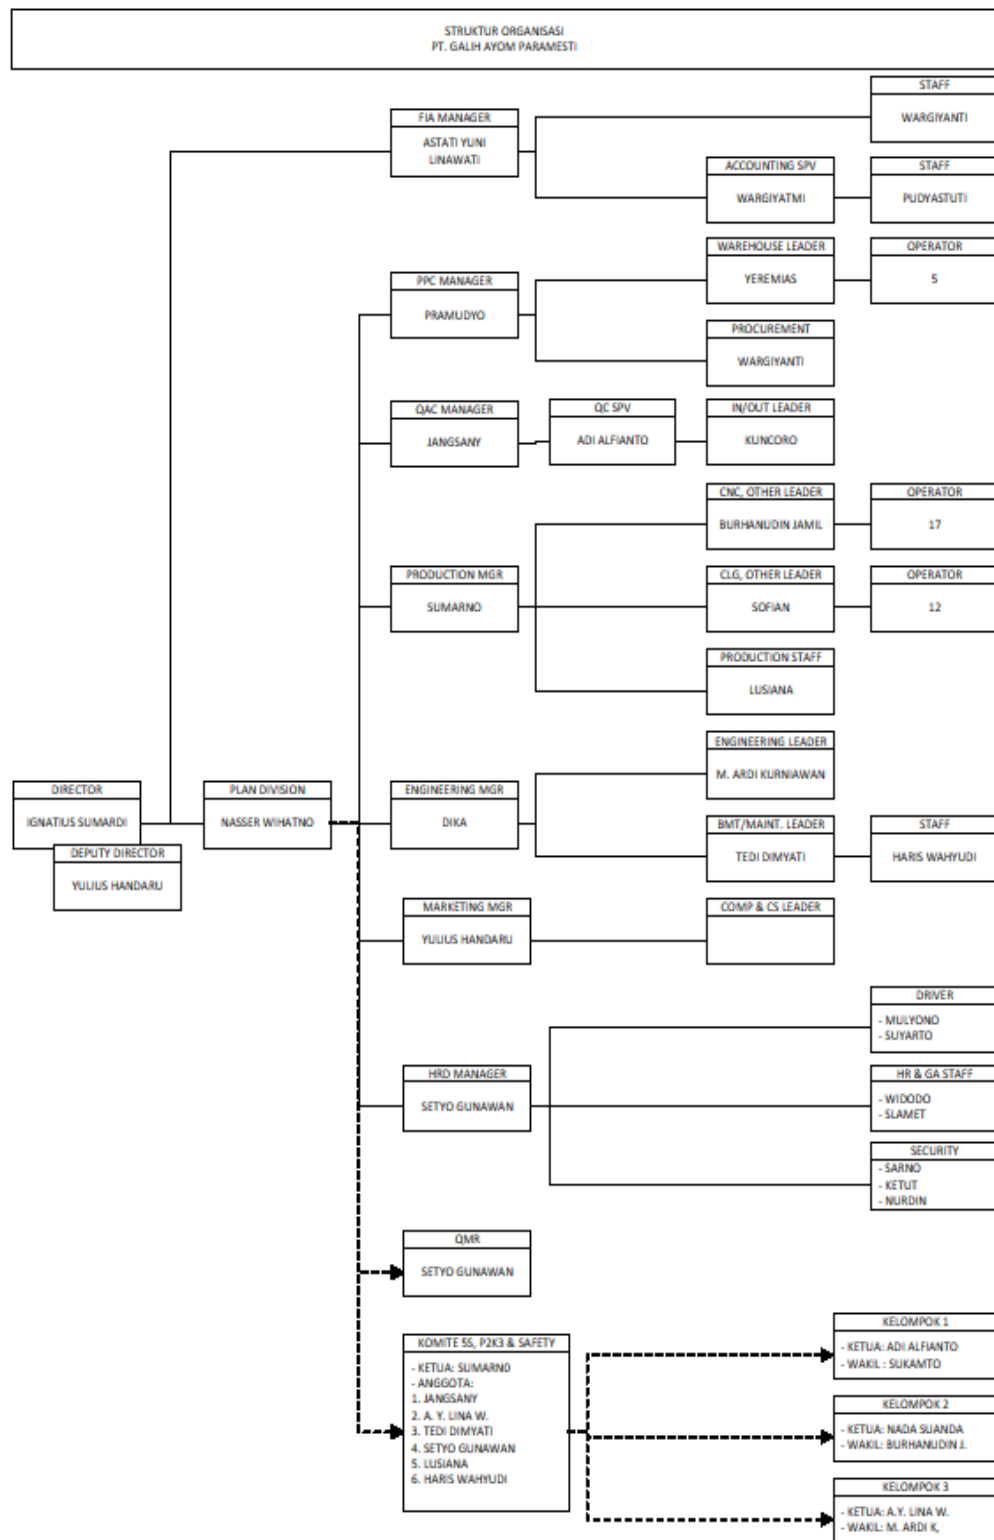 STRUKTUR ORGANISASI
PT. GALIH AYOM PARAMESTI
STAFF
WARGIYANTI
FIA MANAGER
ASTATI YUNI
LINAWATI
ACCOUNTING SPV
WARGIYATMI
STAFF
PUDYASTUTI
WAREHOUSE LEADER
YEREMIAS
OPERATOR
5
PPC MANAGER
PRAMUDYO
PROCUREMENT
WARGIYANTI
QAC MANAGER
JANGSANY
QC SPV
ADI ALFIANTO
IN/OUT LEADER
KUNCORO
CNC, OTHER LEADER
BURHANUDIN JAMIL
OPERATOR
17
PRODUCTION MGR
SUMARNO
CLG, OTHER LEADER
SOFIAN
OPERATOR
12
PRODUCTION STAFF
LUSIANA
ENGINEERING LEADER
M. ARDI KURNIAWAN
DIRECTOR
IGNATIUS SUMARDI
PLAN DIVISION
NASSER WIHATNO
ENGINEERING MGR
DIKA
BMT/MAINT. LEADER
TEDI DIMYATI
STAFF
HARIS WAHYUDI
DEPUTY DIRECTOR
YULIUS HANDARU
MARKETING MGR
YULIUS HANDARU
COMP & CS LEADER
DRIVER
- MULYONO
- SUYARTO
HRD MANAGER
SETYO GUNAWAN
HR & GA STAFF
- WIDODO
- SLAMET
SECURITY
- SARNO
- KETUT
- NURDIN
QMR
SETYO GUNAWAN
KOMITE 5S, P2K3 & SAFETY
- KETUA: SUMARN0
- ANGGOTA:
1. JANGSANY
2. A. Y. LINA W.
3. TEDI DIMYATI
4. SETYO GUNAWAN
5. LUSIANA
6. HARIS WAHYUDI
KELOMPOK 1
- KETUA: ADI ALFIANTO
- WAKIL : SUKAMTO
KELOMPOK 2
- KETUA: NADA SUANDA
- WAKIL: BURHANUDIN J.
KELOMPOK 3
- KETUA: A.Y. LINA W.
- WAKIL: M. ARDI K,